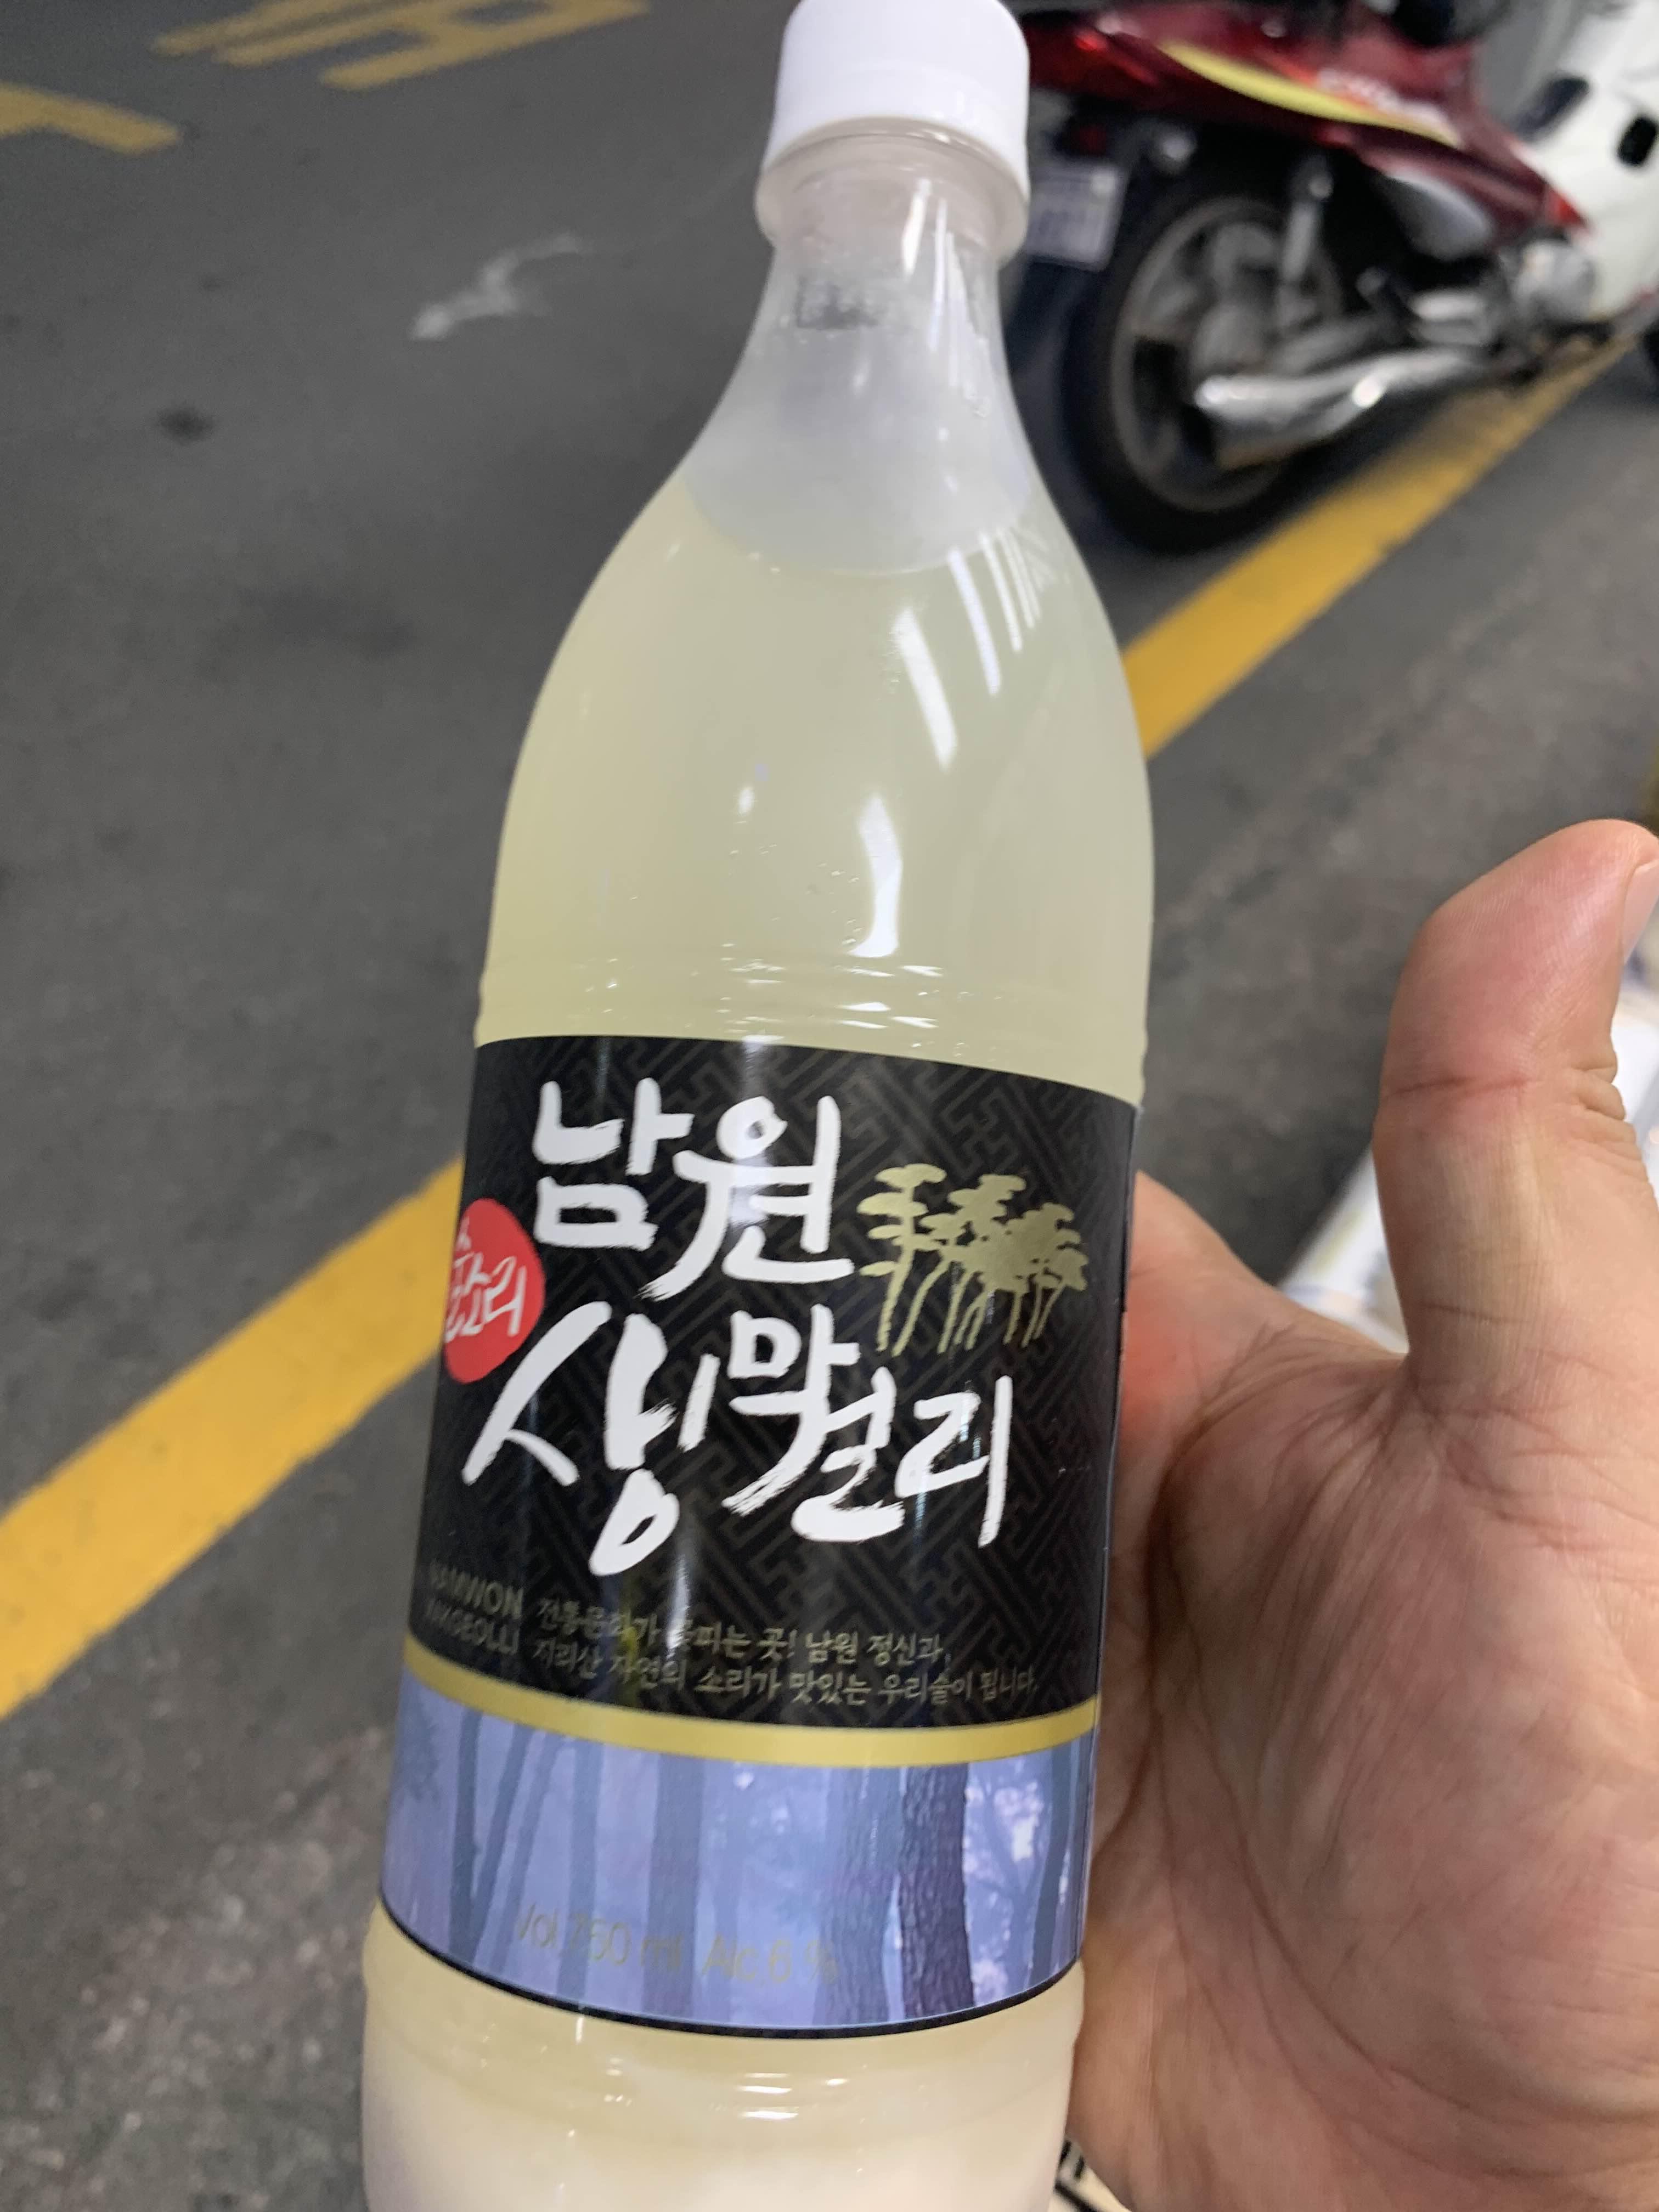 남원
생막걸리
NAMWON 전통문화가 꽃피는 곳! 남원 정신과,
MAKGEOLLI 지리산 자연의 소리가 맛있는 우리술이 됩니다.
Vol 750 ml Alc 6 %